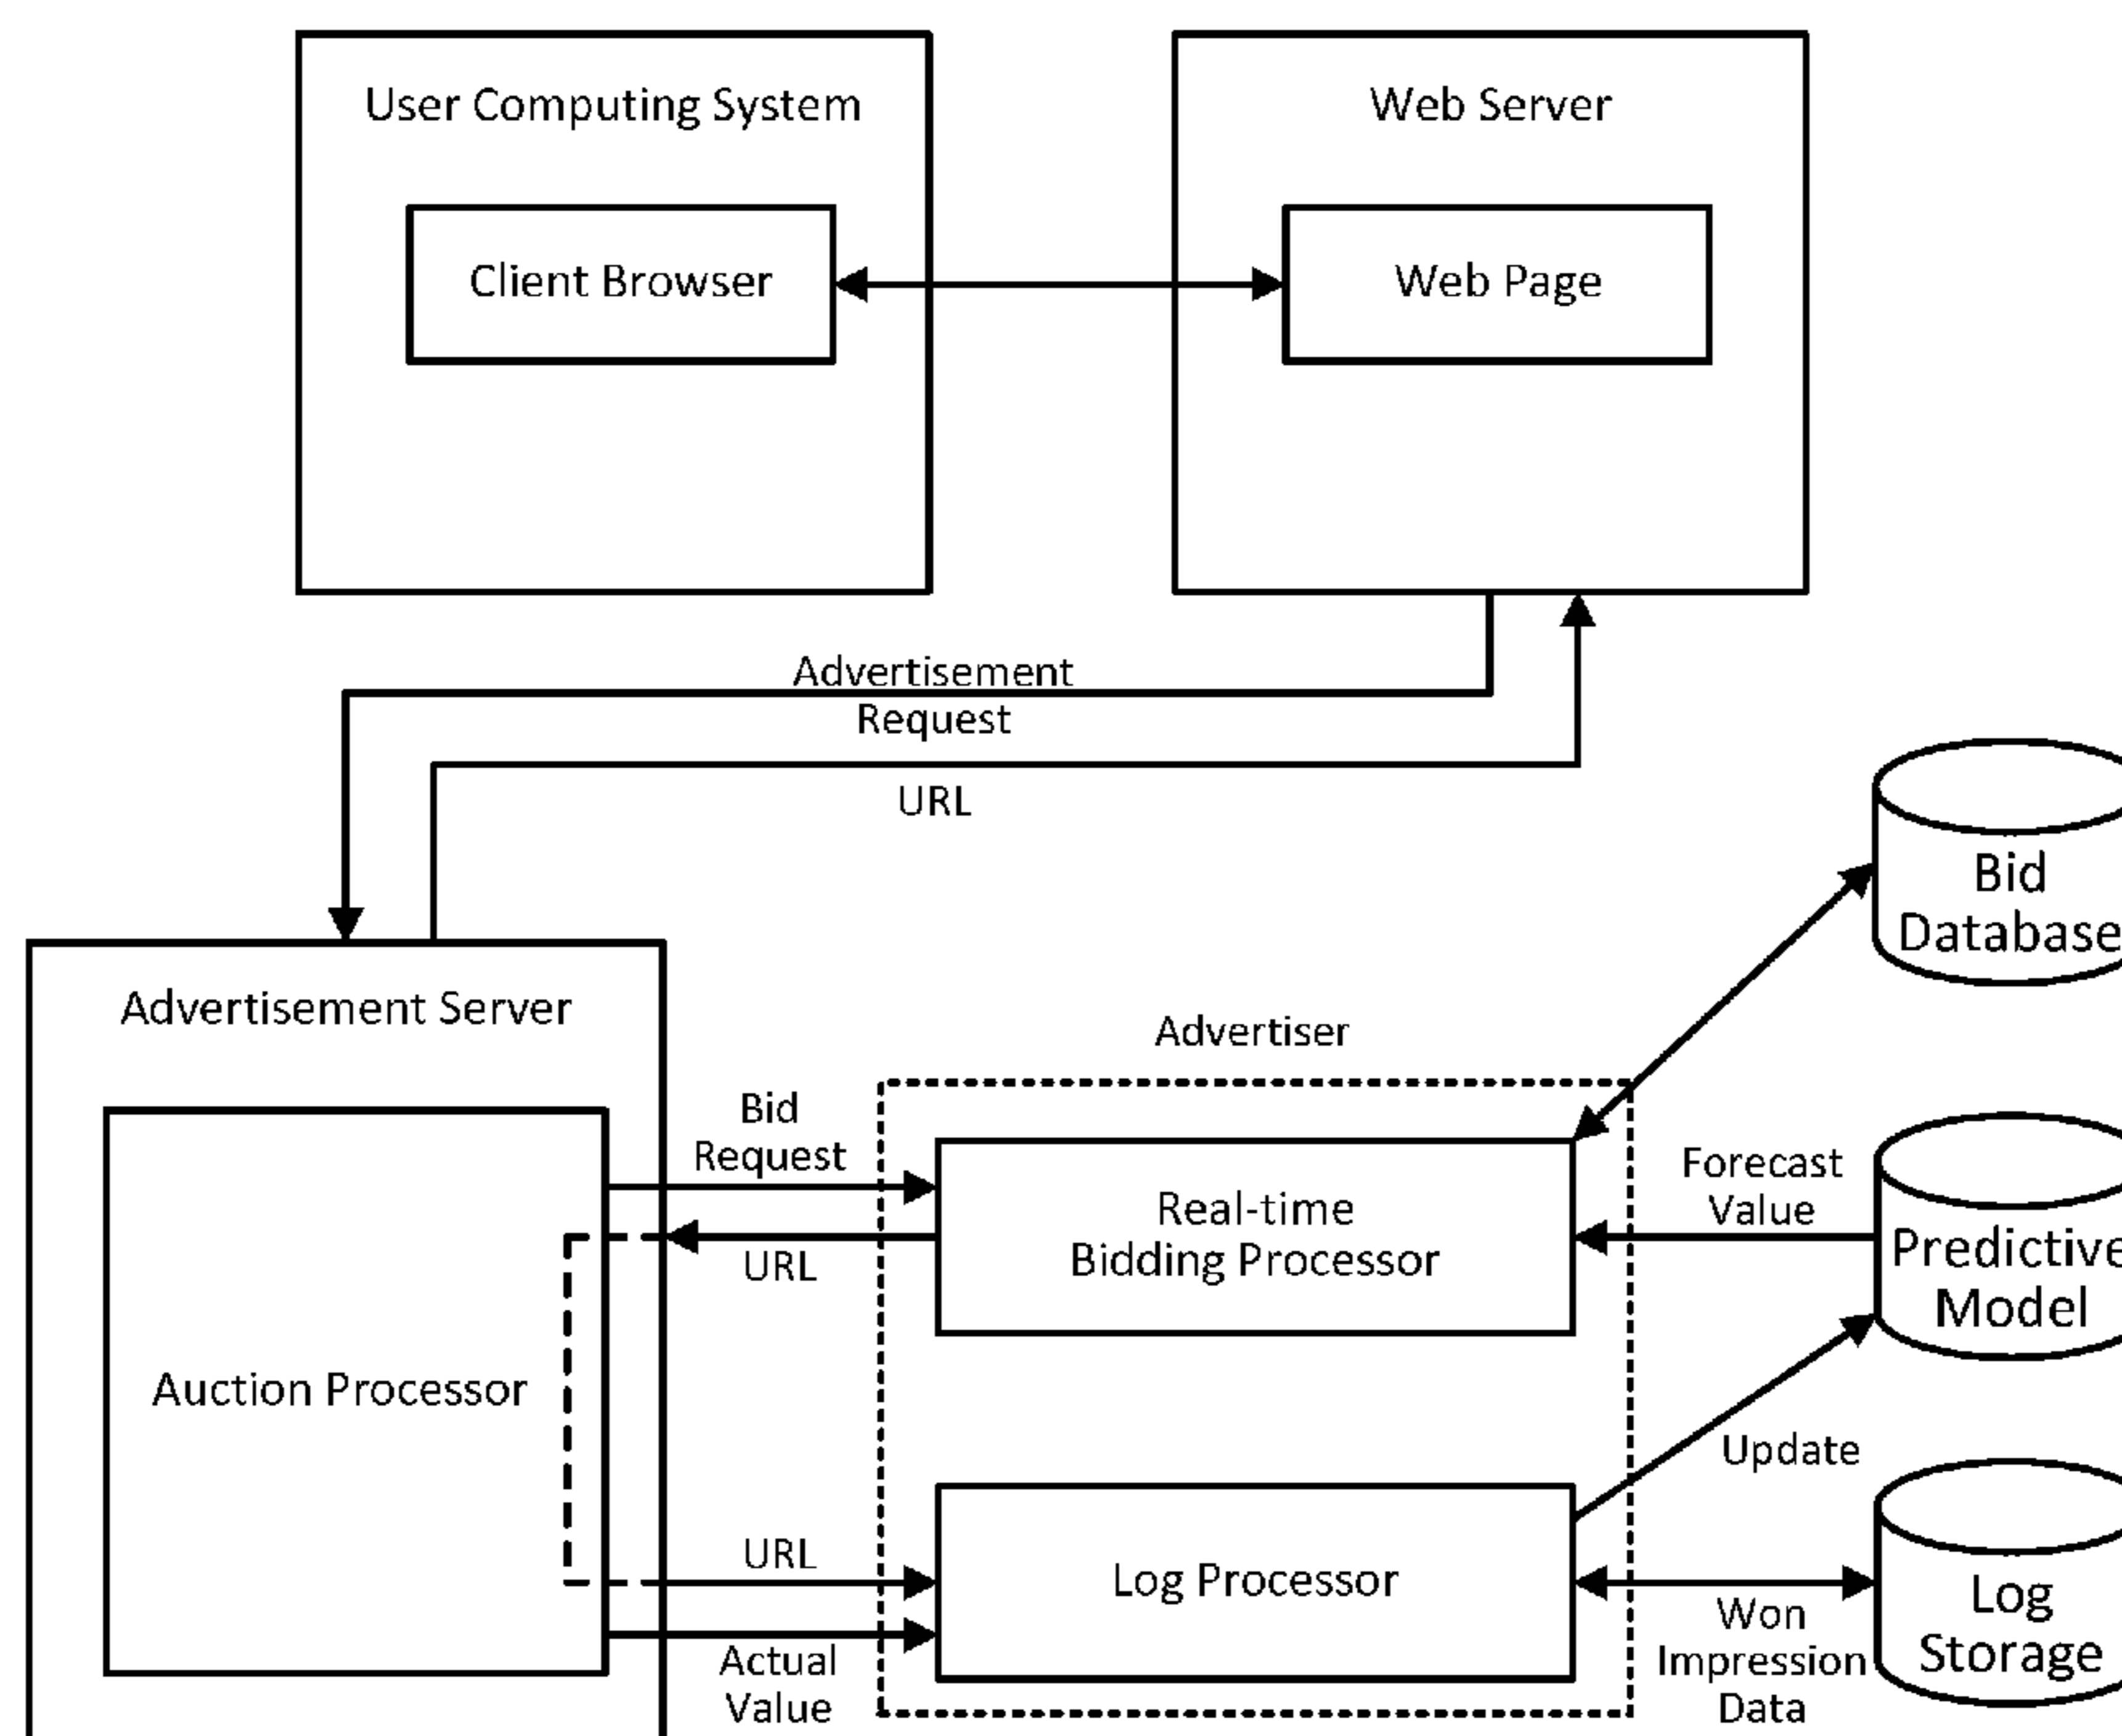 User Computing System
Web Server
Client Browser
Web Page
Advertisement
Request
URL
Bid
Database
Advertisement Server
Advertiser
Bid
Request
Real-time
Bidding Processor
URL
Forecast
Value
Predictive
Model
Auction Processor
Update
URL
Log Processor
Actual
Value
Won
Impression
Data
Log
Storage